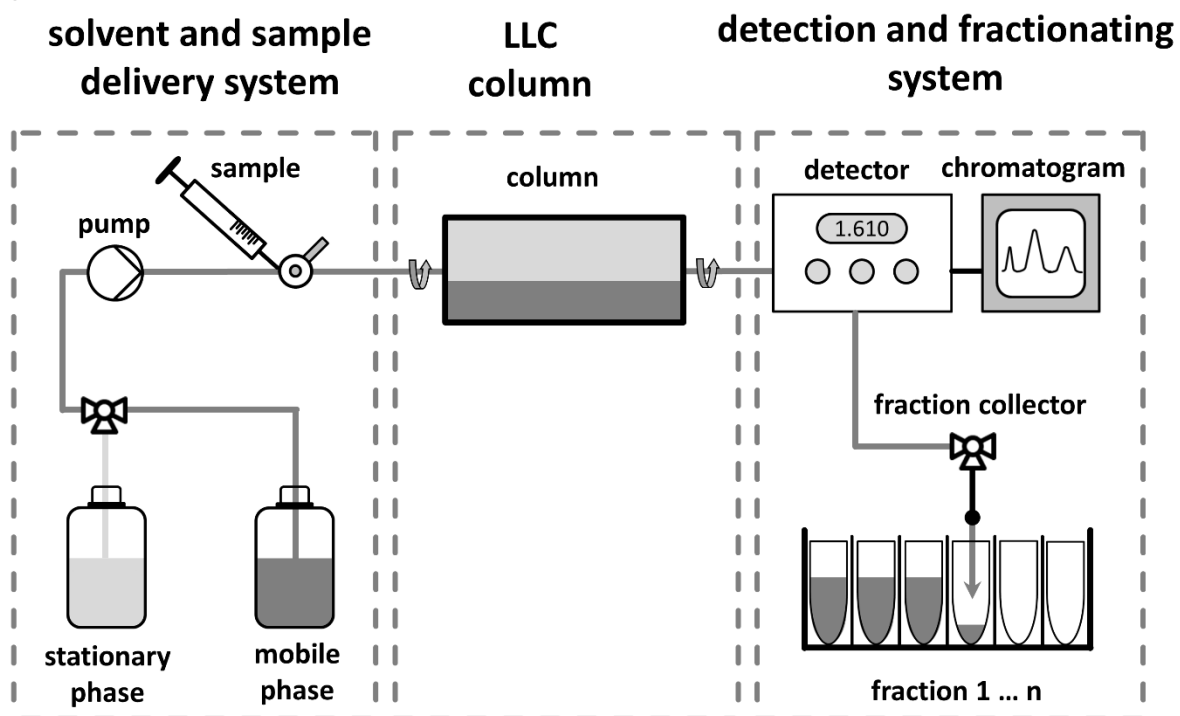 solvent and sample
delivery system
LLC
column
detection and fractionating
system
sample
pump
stationary
phase
mobile
phase
column
detector
chromatogram
1.610
fraction collector
fraction 1 ... n